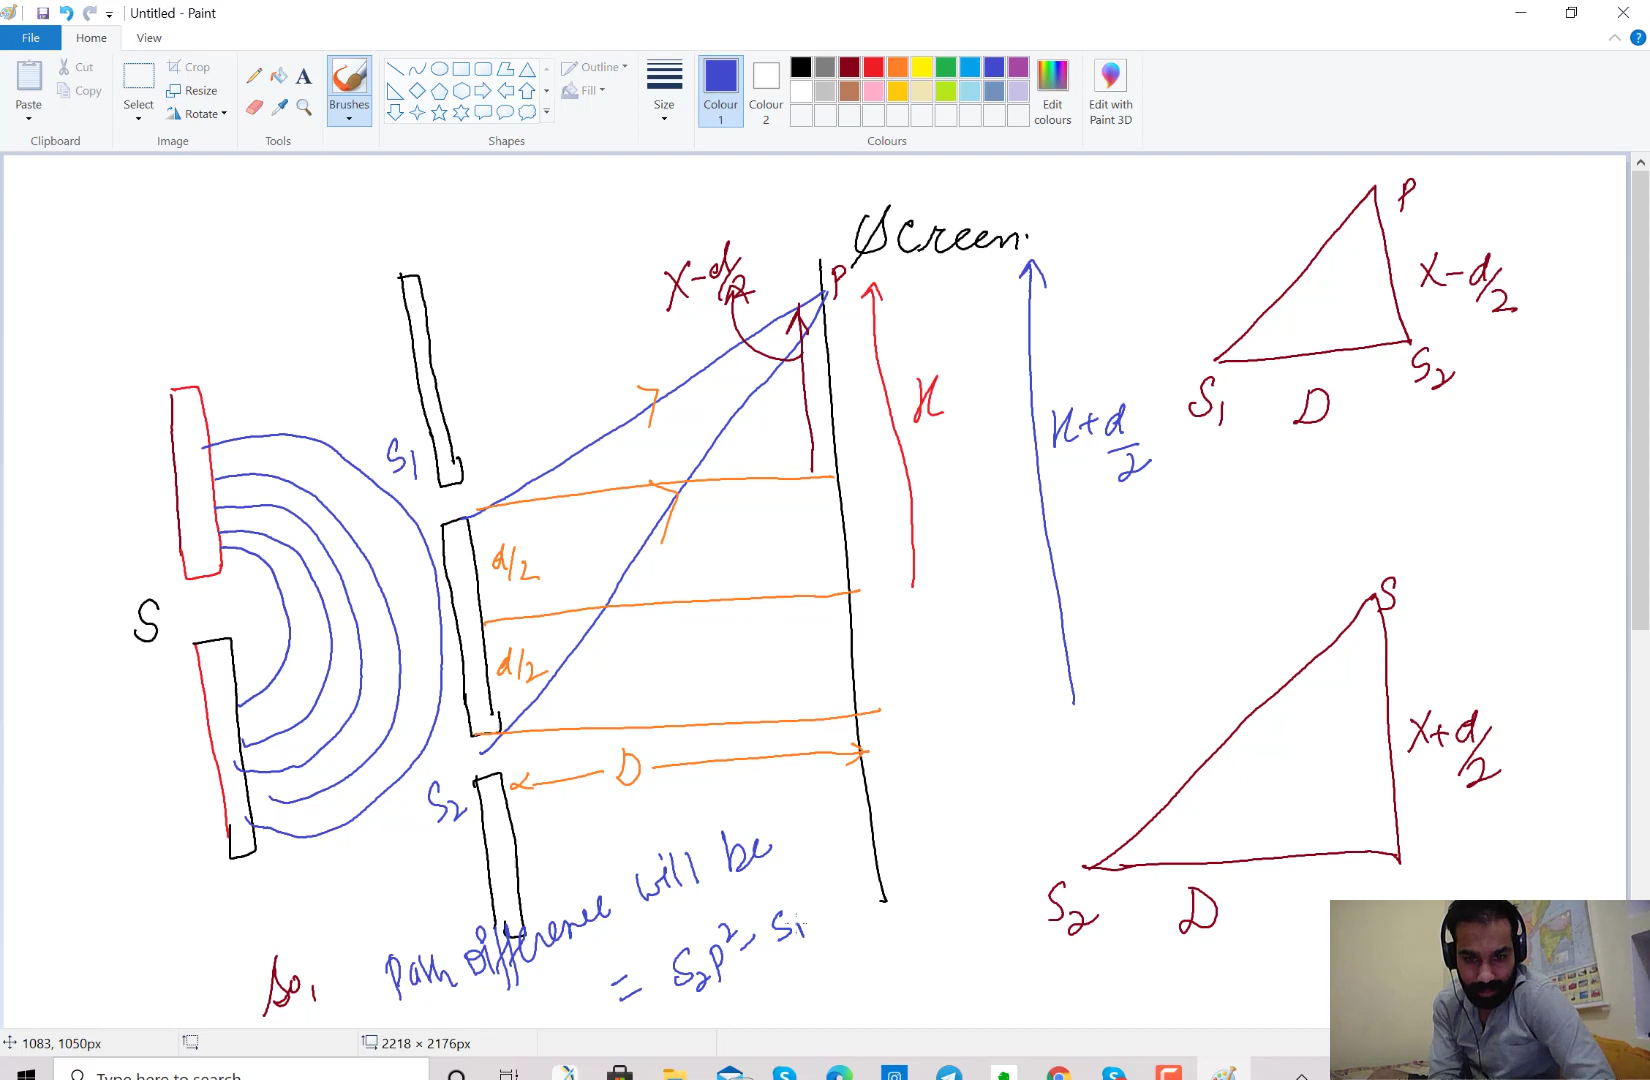 Untitled - Paint
File
Home
View
Paste
Cut
Copy
Clipboard
Select
Crop
Resize
Rotate
Image
Tools
Brushes
Outline
Fill
Shapes
Size
Colour 1
Colour 2
Edit colours
Colours
Edit with Paint 3D
Screen.
X-d/2
P
x
x+d/2
P
X-d/2
S1
D
S2
S1
d/2
S
d/2
D
S2
S
X+d/2
S2
D
Path difference will be
= S2P² - S1
So,
1083, 1050px
2218 × 2176px
Type here to search